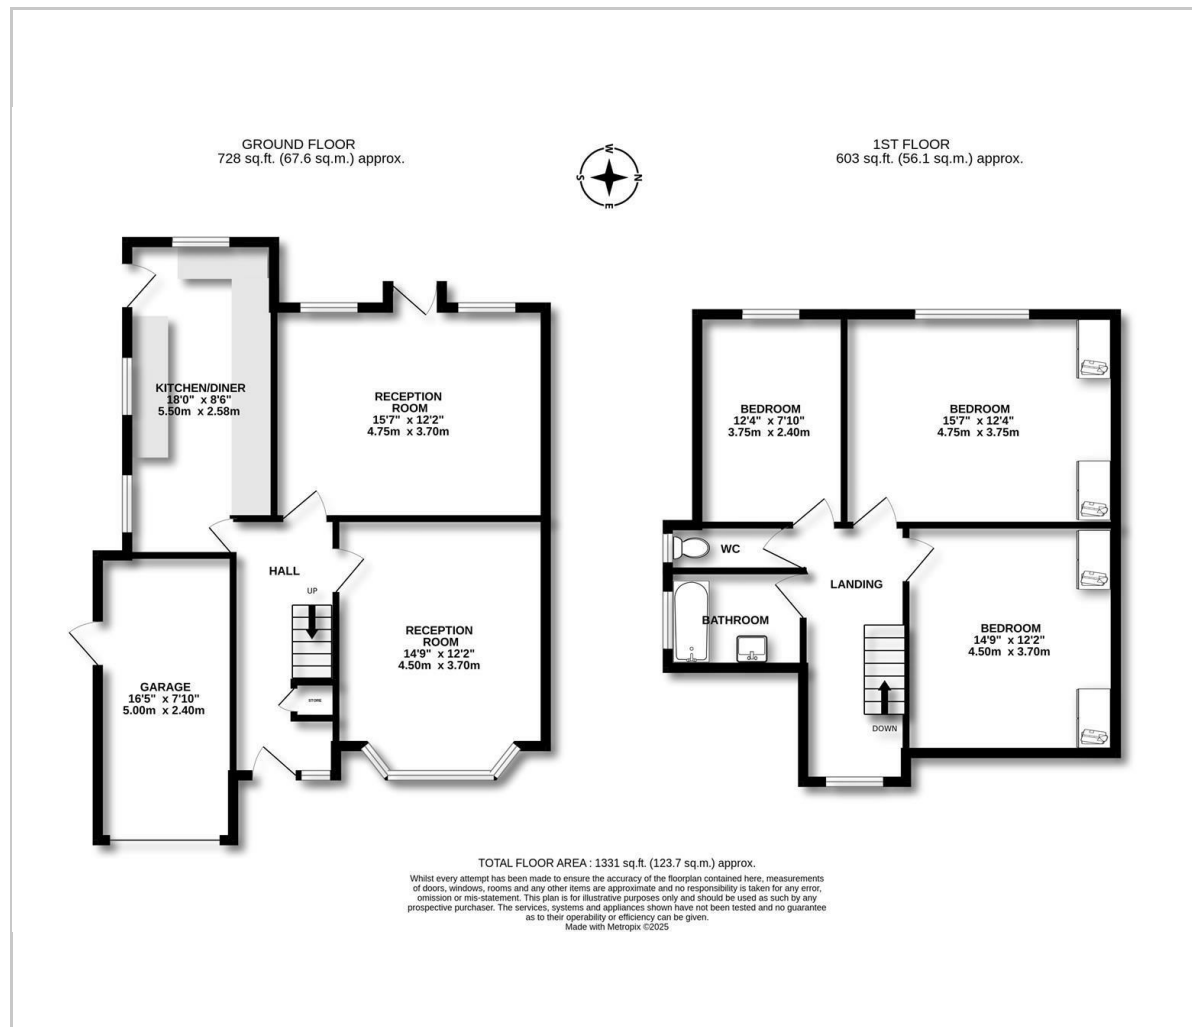 GROUND FLOOR
728 sq.ft. (67.6 sq.m.) approx.
1ST FLOOR
603 sq.ft. (56.1 sq.m.) approx.
W
S
N
E
KITCHEN/DINER
18'0" x 8'6"
5.50m x 2.58m
RECEPTION
ROOM
15'7" x 12'2"
4.75m x 3.70m
HALL
UP
RECEPTION
ROOM
14'9" x 12'2"
4.50m x 3.70m
STORE
GARAGE
16'5" x 7'10"
5.00m x 2.40m
BEDROOM
12'4" x 7'10"
3.75m x 2.40m
BEDROOM
15'7" x 12'4"
4.75m x 3.75m
WC
LANDING
BATHROOM
BEDROOM
14'9" x 12'2"
4.50m x 3.70m
DOWN
TOTAL FLOOR AREA : 1331 sq.ft. (123.7 sq.m.) approx.
Whilst every attempt has been made to ensure the accuracy of the floorplan contained here, measurements
of doors, windows, rooms and any other items are approximate and no responsibility is taken for any error,
omission or mis-statement. This plan is for illustrative purposes only and should be used as such by any
prospective purchaser. The services, systems and appliances shown have not been tested and no guarantee
as to their operability or efficiency can be given.
Made with Metropix ©2025